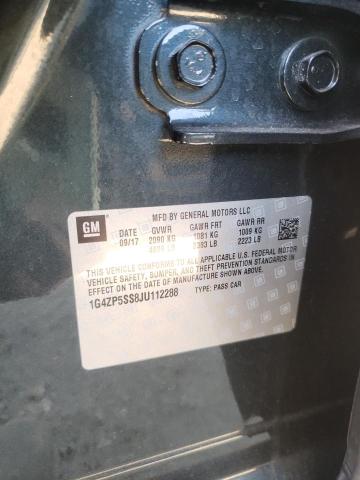 GM
MFD BY GENERAL MOTORS LLC
DATE GVWR GAWR FRT GAWR RR
09/17 2090 KG 1081 KG 1009 KG
2383 LB 2223 LB
THIS VEHICLE CONFORMS TO ALL APPLICABLE U.S. FEDERAL MOTOR
VEHICLE SAFETY, BUMPER, AND THEFT PREVENTION STANDARDS IN
EFFECT ON THE DATE OF MANUFACTURE SHOWN ABOVE.
1G4ZP5SS8JU112288 TYPE: PASS CAR